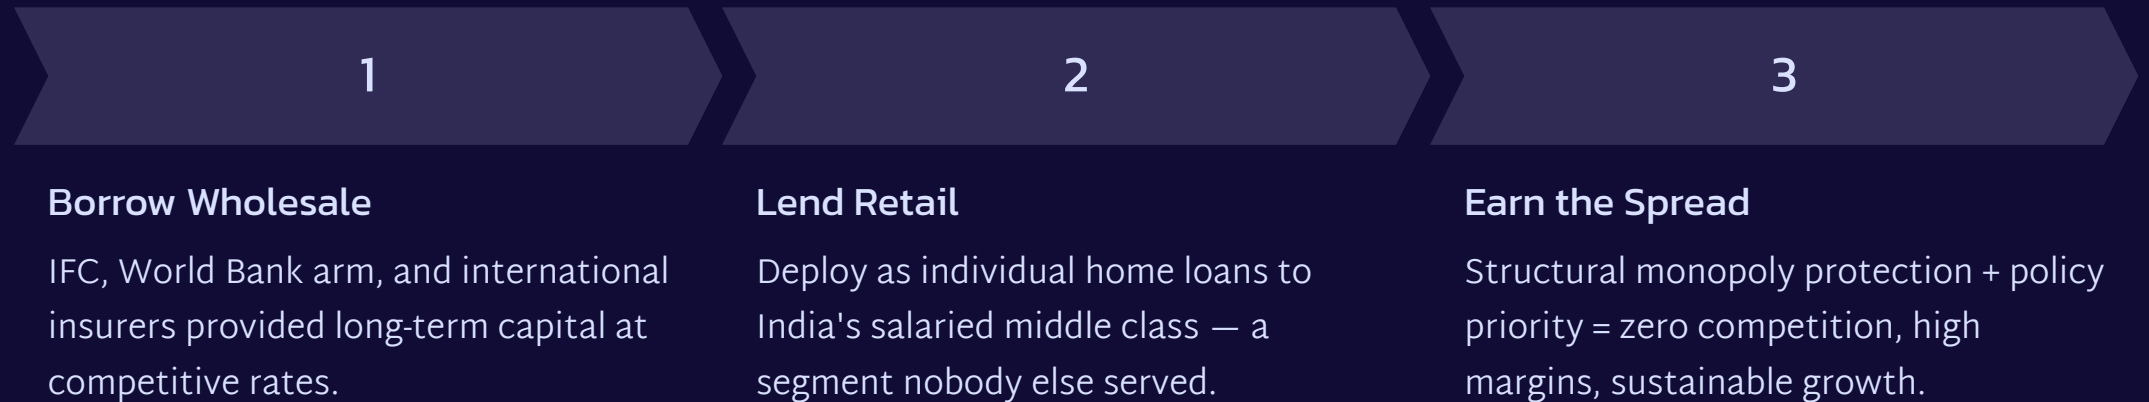 1
2
3
Borrow Wholesale
IFC, World Bank arm, and international
insurers provided long-term capital at
competitive rates.
Lend Retail
Deploy as individual home loans to
India's salaried middle class — a
segment nobody else served.
Earn the Spread
Structural monopoly protection + policy
priority = zero competition, high
margins, sustainable growth.